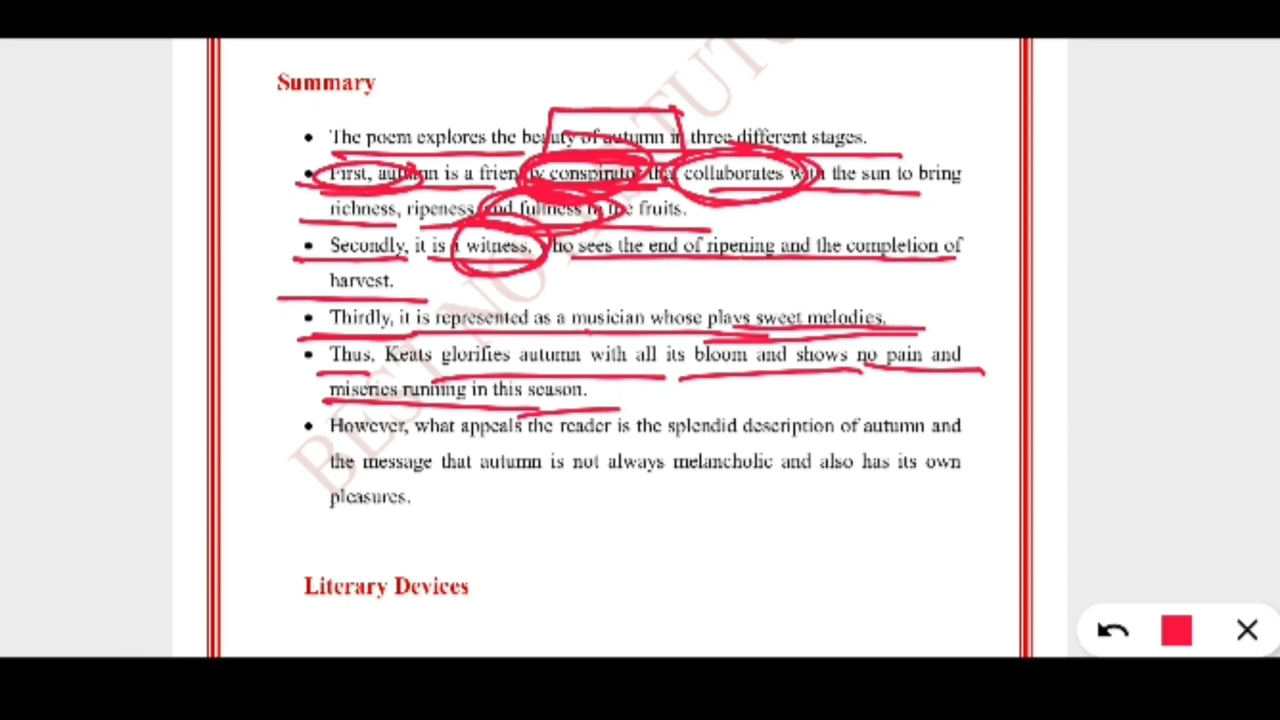 Summary
• The poem explores the beauty of autumn in three different stages.
• First, autumn is a friendly conspirator that collaborates with the sun to bring
richness, ripeness and fullness in the fruits.
• Secondly, it is a witness, who sees the end of ripening and the completion of
harvest.
• Thirdly, it is represented as a musician whose plays sweet melodies.
• Thus, Keats glorifies autumn with all its bloom and shows no pain and
miseries running in this season.
• However, what appeals the reader is the splendid description of autumn and
the message that autumn is not always melancholic and also has its own
pleasures.
Literary Devices